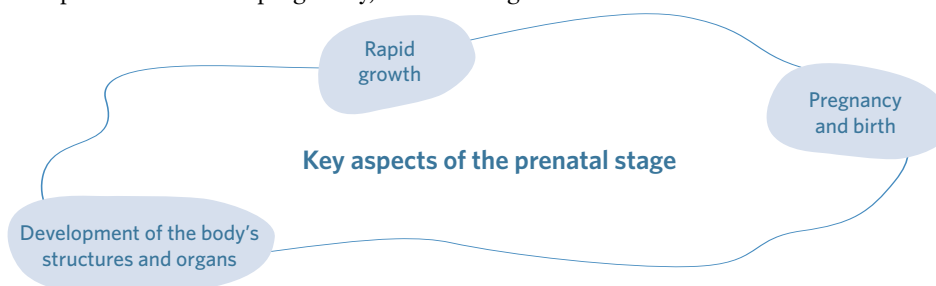 Rapid
growth
Pregnancy
and birth
Key aspects of the prenatal stage
Development of the body's
structures and organs